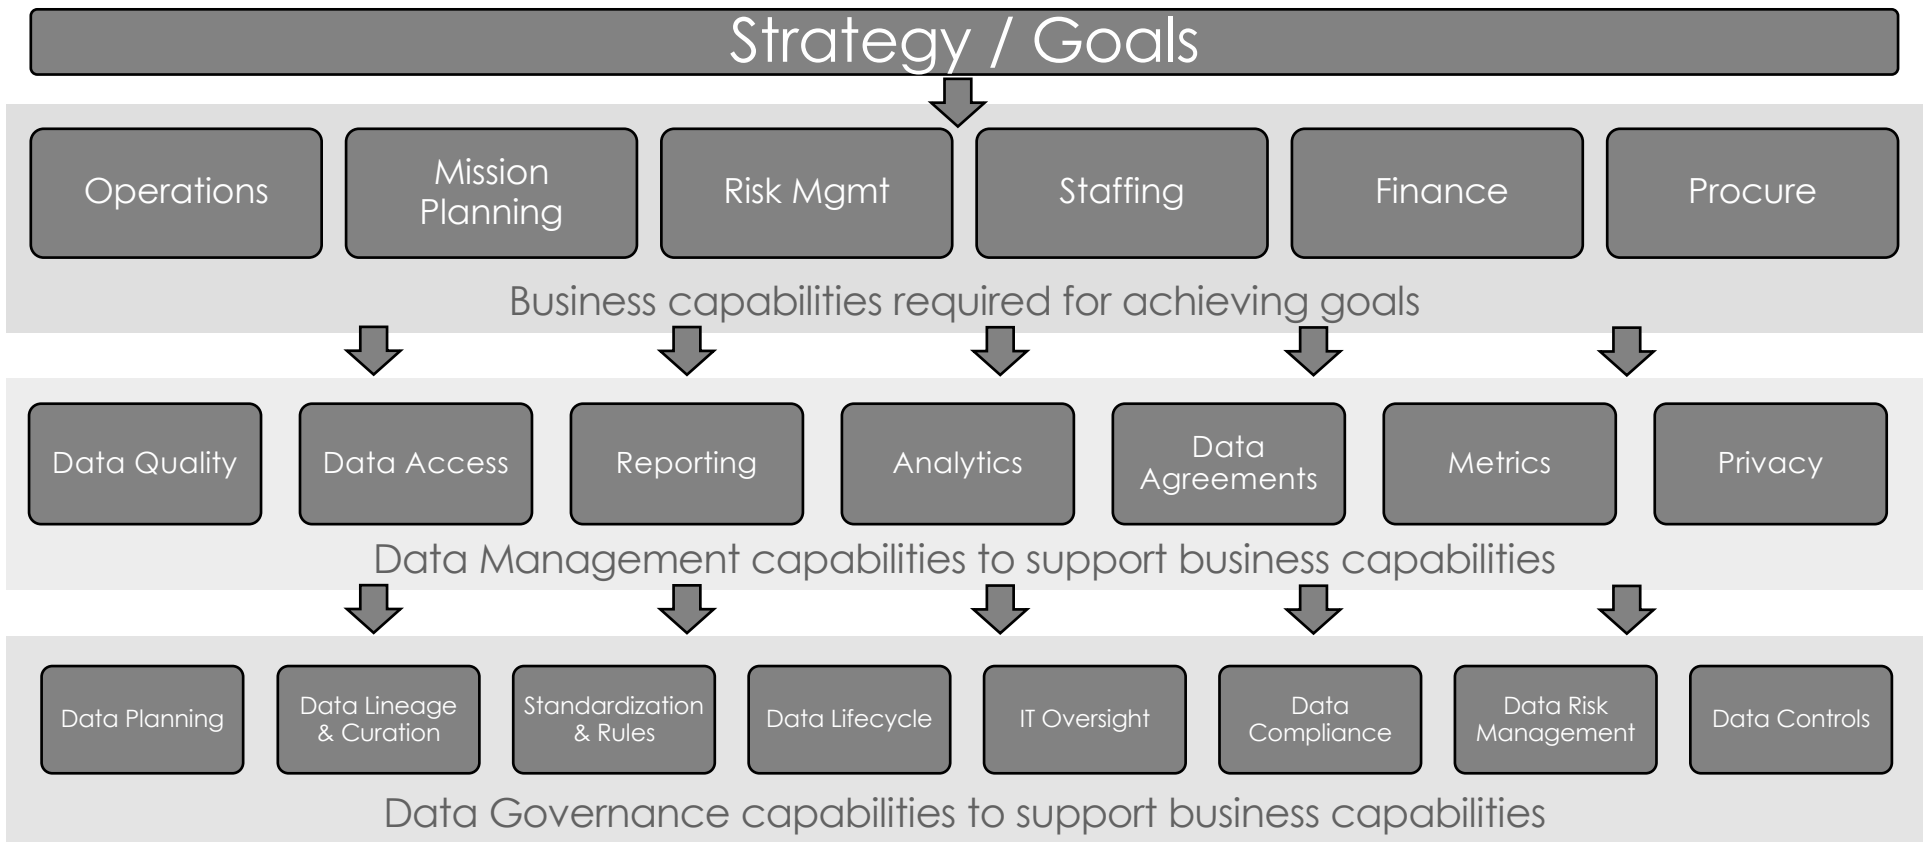 Strategy / Goals
Operations
Mission
Planning
Risk Mgmt
Staffing
Finance
Procure
Business capabilities required for achieving goals
Data Quality
Data Access
Reporting
Analytics
Data
Agreements
Metrics
Privacy
Data Management capabilities to support business capabilities
Data Planning
Data Lineage
& Curation
Standardization
& Rules
Data Lifecycle
IT Oversight
Data
Compliance
Data Risk
Management
Data Controls
Data Governance capabilities to support business capabilities